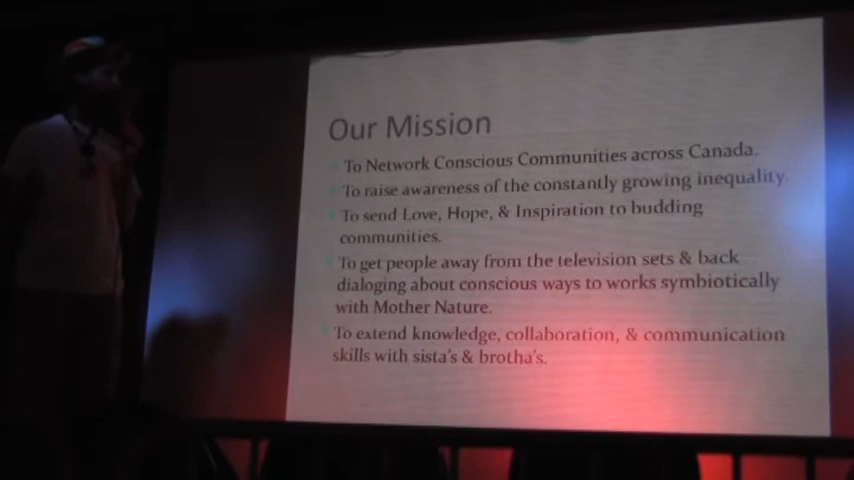 Our Mission
To Network Conscious Communities across Canada.
To raise awareness of the constantly growing inequality.
To send Love, Hope, & Inspiration to budding
communities.
To get people away from the television sets & back
dialoging about conscious ways to works symbiotically
with Mother Nature.
To extend knowledge, collaboration, & communication
skills with sista's & brotha's.